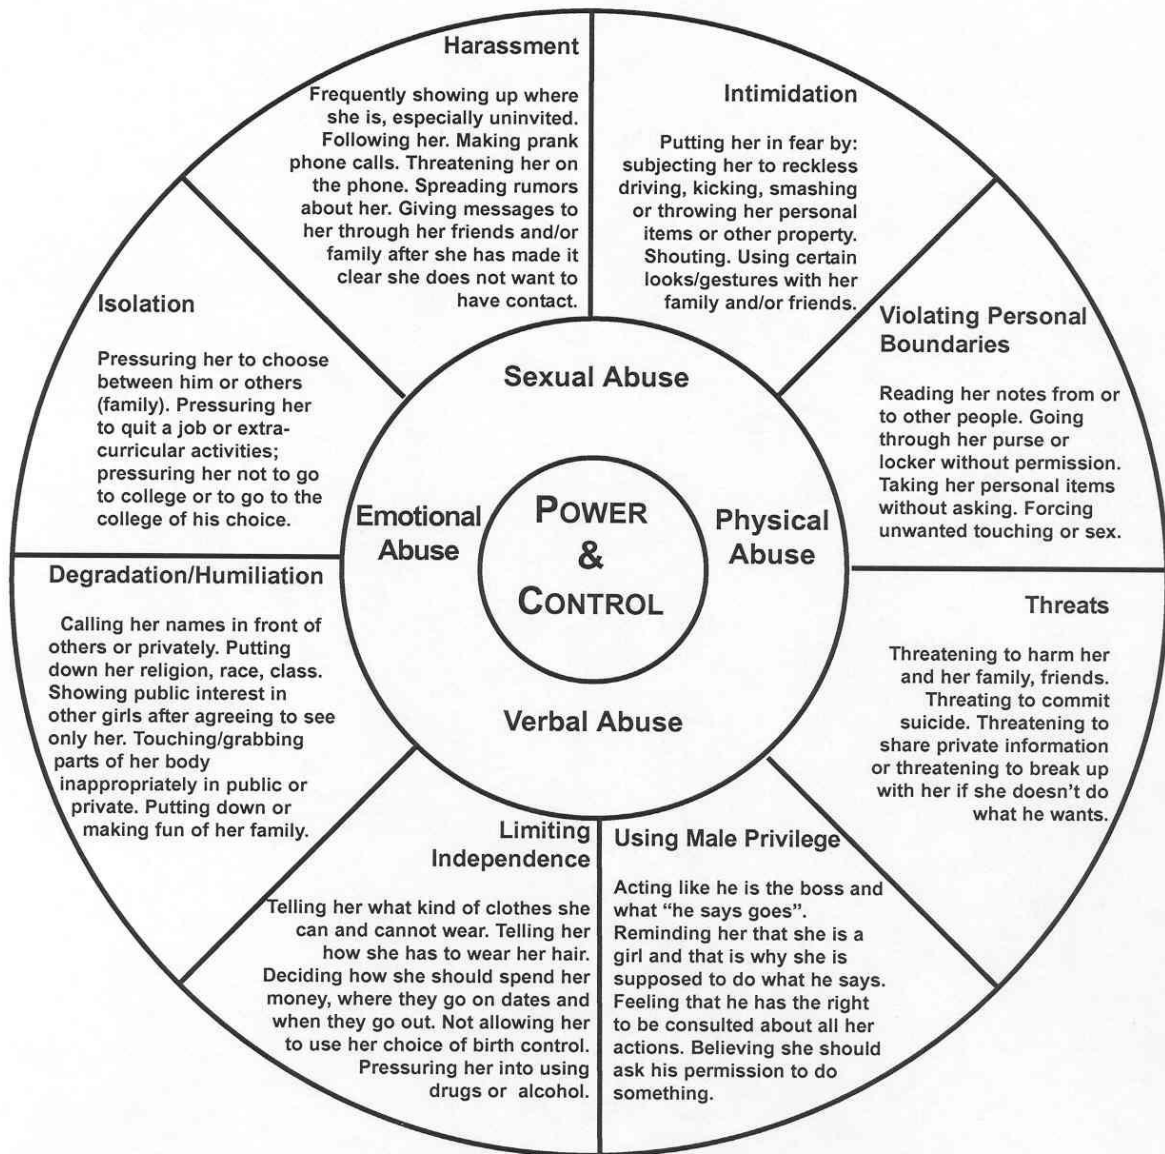 Harassment
Frequently showing up where
she is, especially uninvited.
Following her. Making prank
phone calls. Threatening her on
the phone. Spreading rumors
about her. Giving messages to
her through her friends and/or
family after she has made it
clear she does not want to
have contact.
Intimidation
Putting her in fear by:
subjecting her to reckless
driving, kicking, smashing
or throwing her personal
items or other property.
Shouting. Using certain
looks/gestures with her
family and/or friends.
Violating Personal
Boundaries
Reading her notes from or
to other people. Going
through her purse or
locker without permission.
Taking her personal items
without asking. Forcing
unwanted touching or sex.
Threats
Threatening to harm her
and her family, friends.
Threating to commit
suicide. Threatening to
share private information
or threatening to break up
with her if she doesn't do
what he wants.
Using Male Privilege
Acting like he is the boss and
what “he says goes”.
Reminding her that she is a
girl and that is why she is
supposed to do what he says.
Feeling that he has the right
to be consulted about all her
actions. Believing she should
ask his permission to do
something.
Limiting
Independence
Telling her what kind of clothes she
can and cannot wear. Telling her
how she has to wear her hair.
Deciding how she should spend her
money, where they go on dates and
when they go out. Not allowing her
to use her choice of birth control.
Pressuring her into using
drugs or alcohol.
Degradation/Humiliation
Calling her names in front of
others or privately. Putting
down her religion, race, class.
Showing public interest in
other girls after agreeing to see
only her. Touching/grabbing
parts of her body
inappropriately in public or
private. Putting down or
making fun of her family.
Isolation
Pressuring her to choose
between him or others
(family). Pressuring her
to quit a job or extra-
curricular activities;
pressuring her not to go
to college or to go to the
college of his choice.
Sexual Abuse
Physical
Abuse
Verbal Abuse
Emotional
Abuse
POWER
&
CONTROL